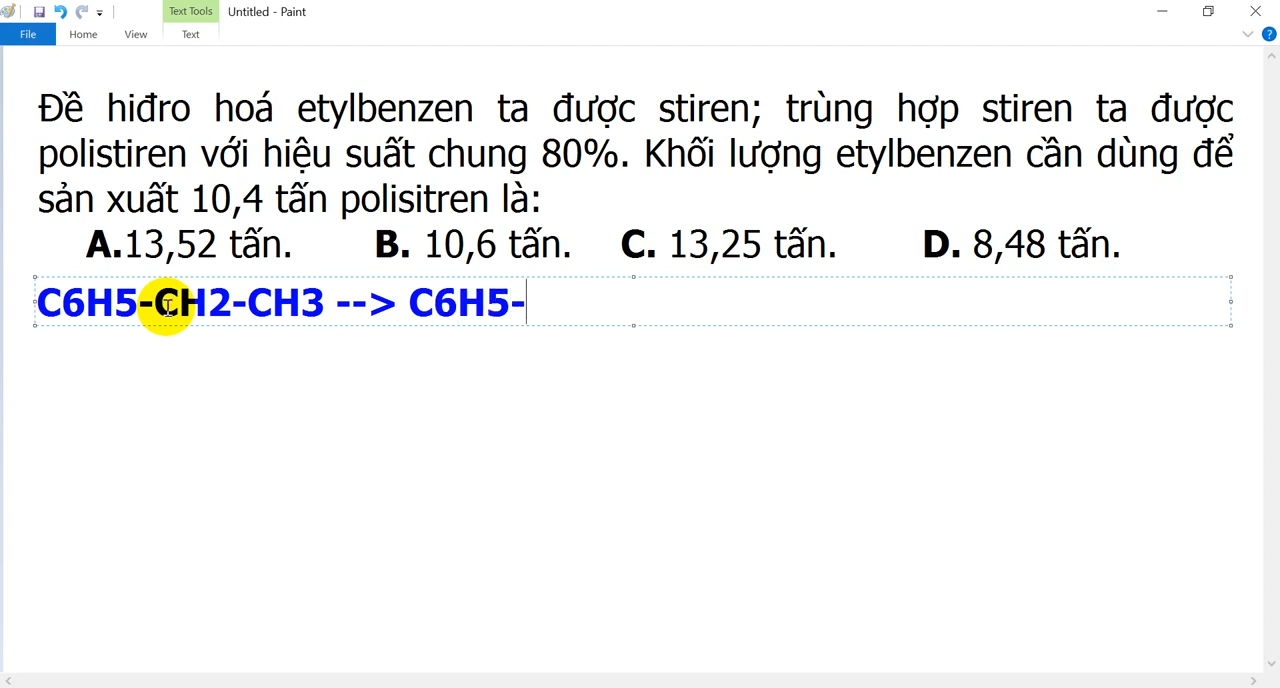 Text Tools
Untitled - Paint
File
Home
View
Text
?
Đề hiđro hoá etylbenzen ta được stiren; trùng hợp stiren ta được
polistiren với hiệu suất chung 80%. Khối lượng etylbenzen cần dùng để
sản xuất 10,4 tấn polisitren là:
A.13,52 tấn. B. 10,6 tấn. C. 13,25 tấn. D. 8,48 tấn.
C6H5-CH2-CH3 --> C6H5-